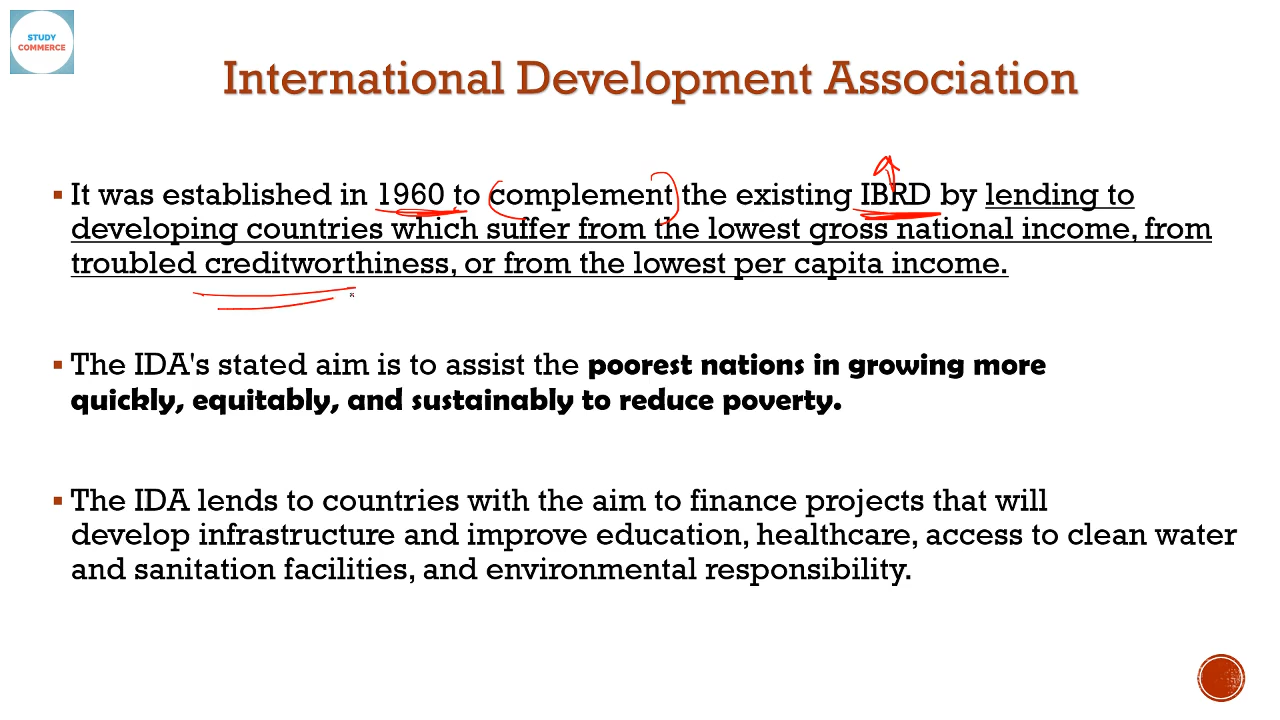 STUDY
COMMERCE
International Development Association
▪ It was established in 1960 to complement the existing IBRD by lending to
developing countries which suffer from the lowest gross national income, from
troubled creditworthiness, or from the lowest per capita income.
▪ The IDA's stated aim is to assist the poorest nations in growing more
quickly, equitably, and sustainably to reduce poverty.
▪ The IDA lends to countries with the aim to finance projects that will
develop infrastructure and improve education, healthcare, access to clean water
and sanitation facilities, and environmental responsibility.